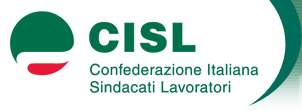 CISL
Confederazione Italiana
Sindacati Lavoratori